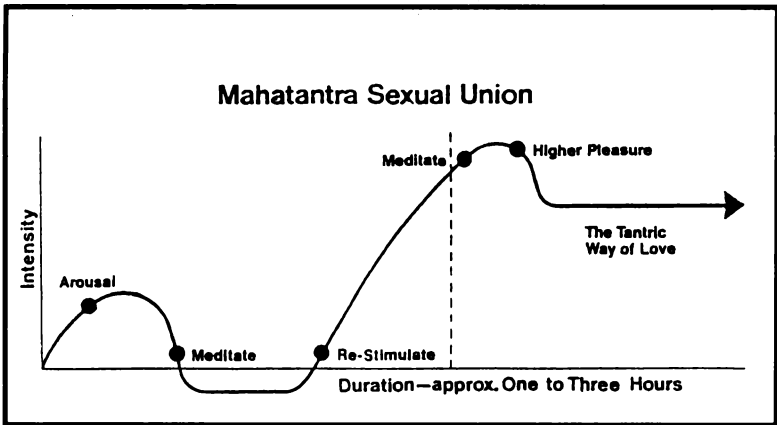 Mahatantra Sexual Union
Meditate
Higher Pleasure
The Tantric
Way of Love
Intensity
Arousal
Meditate
Re-Stimulate
Duration—approx. One to Three Hours